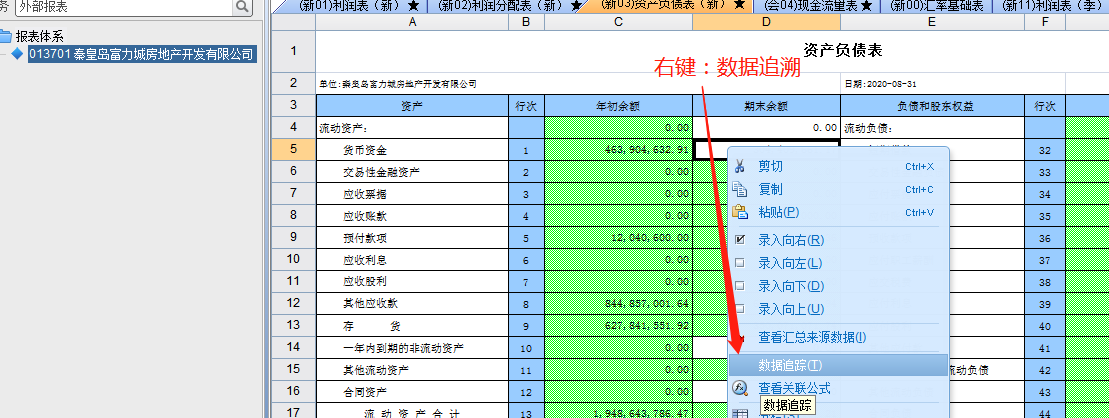 务 外部报表
报表体系
013701 秦皇岛富力城房地产开发有限公司
(新01)利润表（新）★ (新02)利润分配表（新）★ (新03)资产负债表（新）★ (会04)现金流量表★ (新00)汇率基础表 (新11)利润表（季）
A B C D E F
1 资产负债表
右键：数据追溯
2 单位:秦皇岛富力城房地产开发有限公司 日期:2020-08-31
3 资产 行次 年初余额 期末余额 负债和股东权益 行次
4 流动资产: 0.00 0.00 流动负债:
5 货币资金 1 463,904,632.91 32
6 交易性金融资产 2 0.00 33
7 应收票据 3 0.00 34
8 应收账款 4 0.00 35
9 预付款项 5 12,040,600.00 36
10 应收利息 6 0.00 37
11 应收股利 7 0.00 38
12 其他应收款 8 844,857,001.64 39
13 存 货 9 627,841,551.92 40
14 一年内到期的非流动资产 10 0.00 41
15 其他流动资产 11 0.00 流动负债 42
16 合同资产 12 0.00 43
17 流 动 资 产 合 计 13 1,948,643,786.47 44
剪切 Ctrl+X
复制 Ctrl+C
粘贴(P) Ctrl+V
录入向右(R)
录入向左(L)
录入向下(D)
录入向上(U)
查看汇总来源数据(I)
数据追踪(T)
查看关联公式
数据追踪